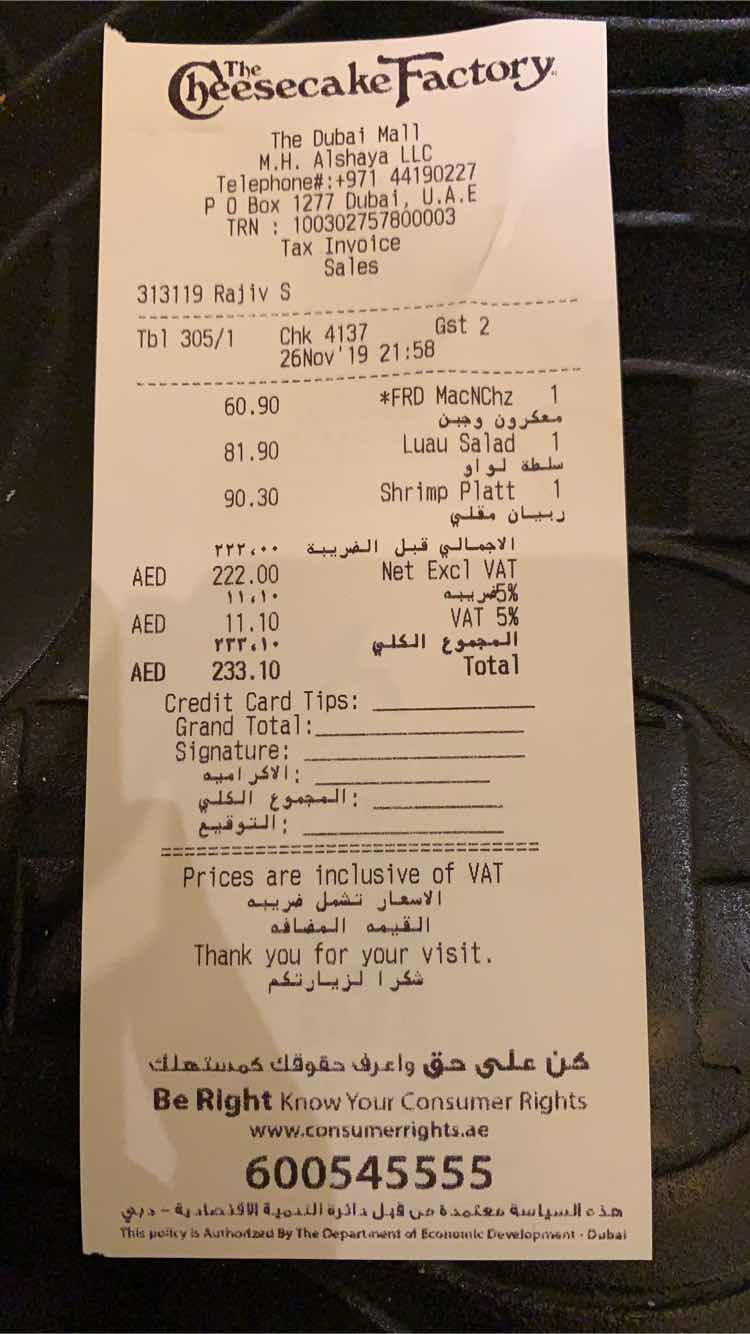 The Cheesecake Factory
The Dubai Mall
M.H. Alshaya LLC
Telephone#:+971 44190227
P O Box 1277 Dubai, U.A.E
TRN : 100302757800003
Tax Invoice
Sales
313119 Rajiv S
Tbl 305/1 Chk 4137 Gst 2
26Nov'19 21:58
60.90 *FRD MacNChz 1
معكرون وجبن
81.90 Luau Salad 1
سلطة لواو
90.30 Shrimp Platt 1
ربيان مقلي
الاجمالي قبل الضريبة ٢٢٢،٠٠
AED 222.00 Net Excl VAT
5%ضريبه ١١،١٠
AED 11.10 VAT 5%
المجموع الكلي ٢٣٣،١٠
AED 233.10 Total
Credit Card Tips:
Grand Total:
Signature:
الاكراميه:
المجموع الكلي:
التوقيع:
Prices are inclusive of VAT
الاسعار تشمل ضريبه
القيمه المضافه
Thank you for your visit.
شكرا لزيارتكم
كن على حق واعرف حقوقك كمستهلك
Be Right Know Your Consumer Rights
www.consumerrights.ae
600545555
هذه السياسة معتمدة من قبل دائرة التنمية الاقتصادية - دبي
This policy is Authorized By The Department of Economic Development - Dubai